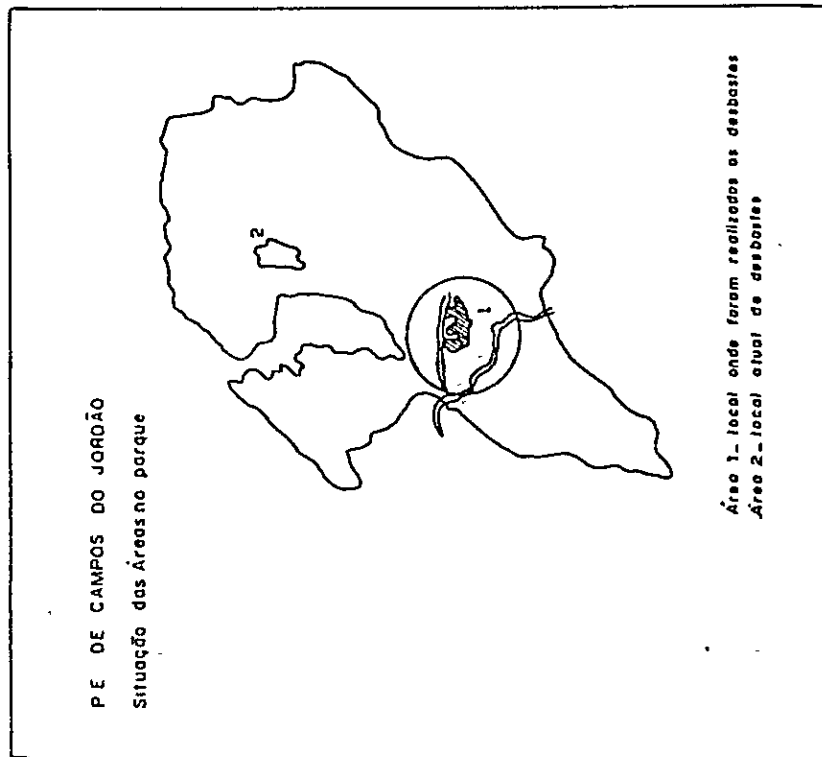 PE DE CAMPOS DO JORDÃO
Situação das Áreas no parque
2
1
Área 1_ local onde foram realizados os desbastes
Área 2_ local atual de desbastes